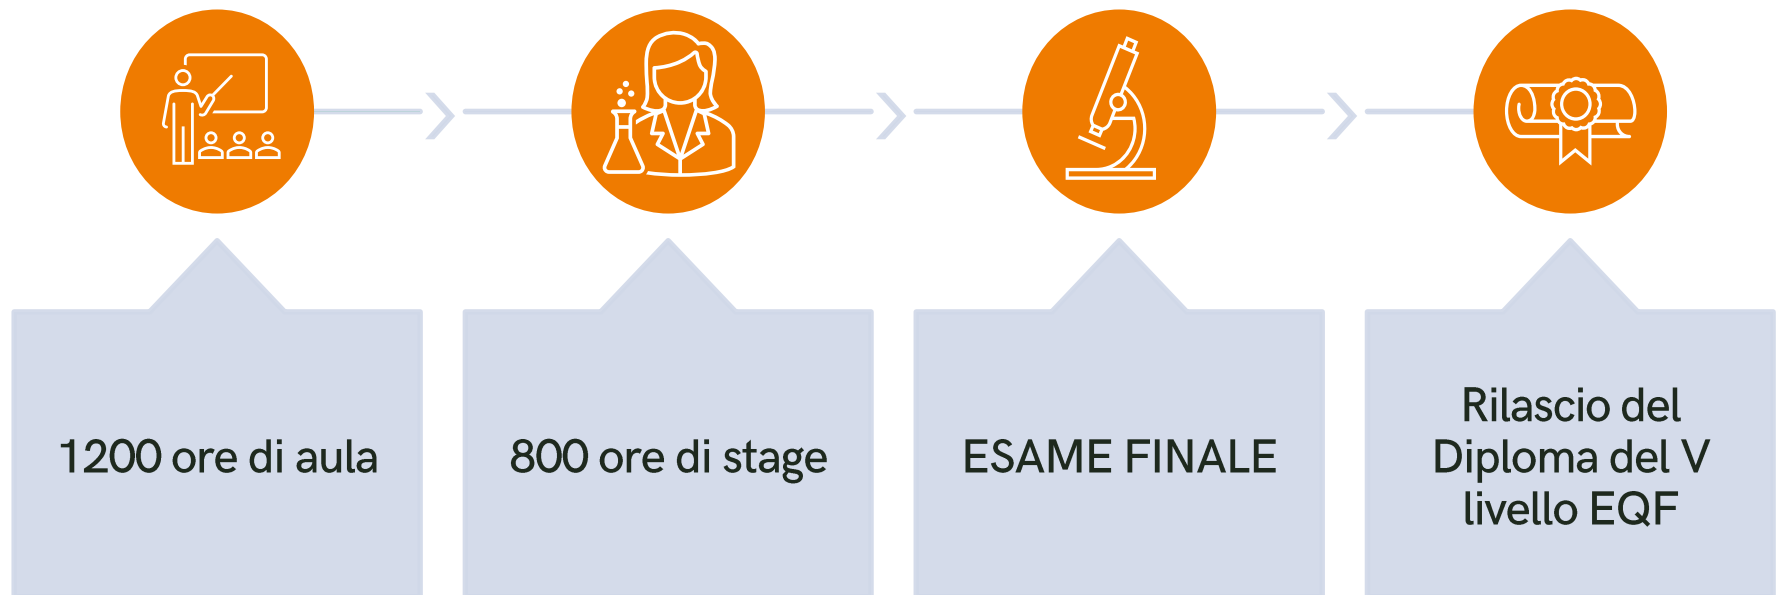 1200 ore di aula
800 ore di stage
ESAME FINALE
Rilascio del
Diploma del V
livello EQF